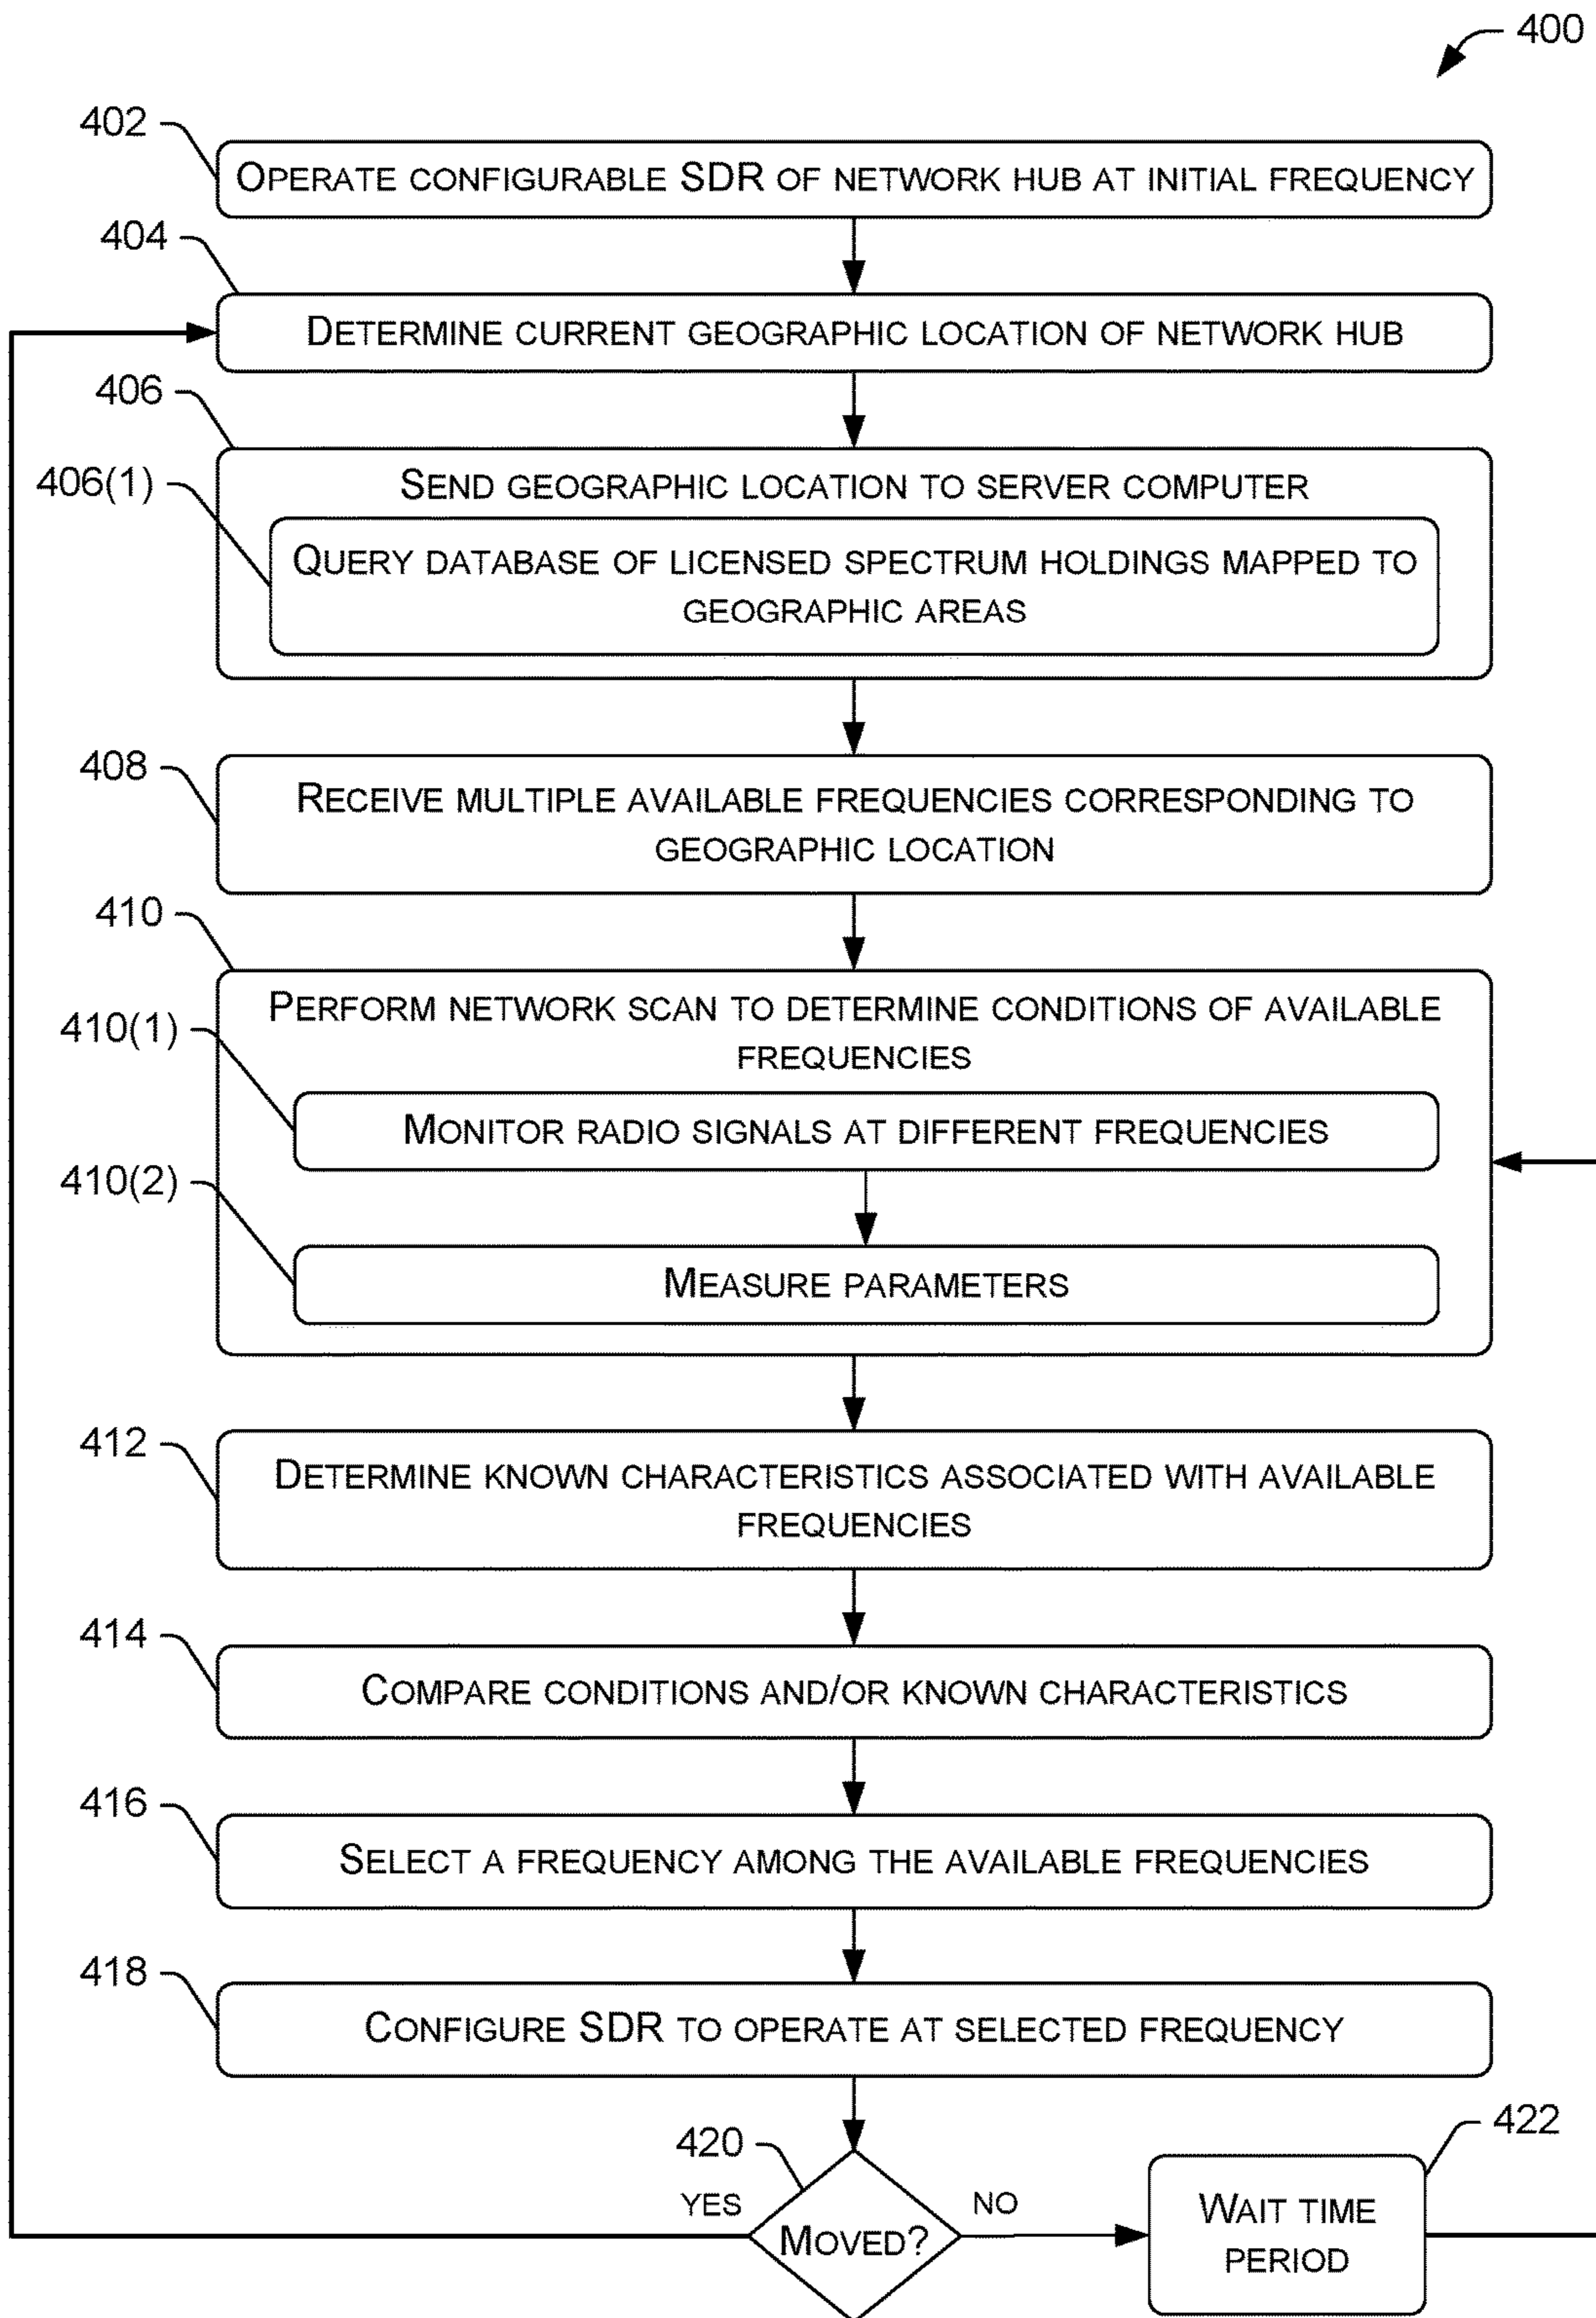 400
402
OPERATE CONFIGURABLE SDR OF NETWORK HUB AT INITIAL FREQUENCY
404
DETERMINE CURRENT GEOGRAPHIC LOCATION OF NETWORK HUB
406
SEND GEOGRAPHIC LOCATION TO SERVER COMPUTER
406(1)
QUERY DATABASE OF LICENSED SPECTRUM HOLDINGS MAPPED TO
GEOGRAPHIC AREAS
408
RECEIVE MULTIPLE AVAILABLE FREQUENCIES CORRESPONDING TO
GEOGRAPHIC LOCATION
410
PERFORM NETWORK SCAN TO DETERMINE CONDITIONS OF AVAILABLE
FREQUENCIES
410(1)
MONITOR RADIO SIGNALS AT DIFFERENT FREQUENCIES
410(2)
MEASURE PARAMETERS
412
DETERMINE KNOWN CHARACTERISTICS ASSOCIATED WITH AVAILABLE
FREQUENCIES
414
COMPARE CONDITIONS AND/OR KNOWN CHARACTERISTICS
416
SELECT A FREQUENCY AMONG THE AVAILABLE FREQUENCIES
418
CONFIGURE SDR TO OPERATE AT SELECTED FREQUENCY
420
YES
MOVED?
NO
422
WAIT TIME
PERIOD